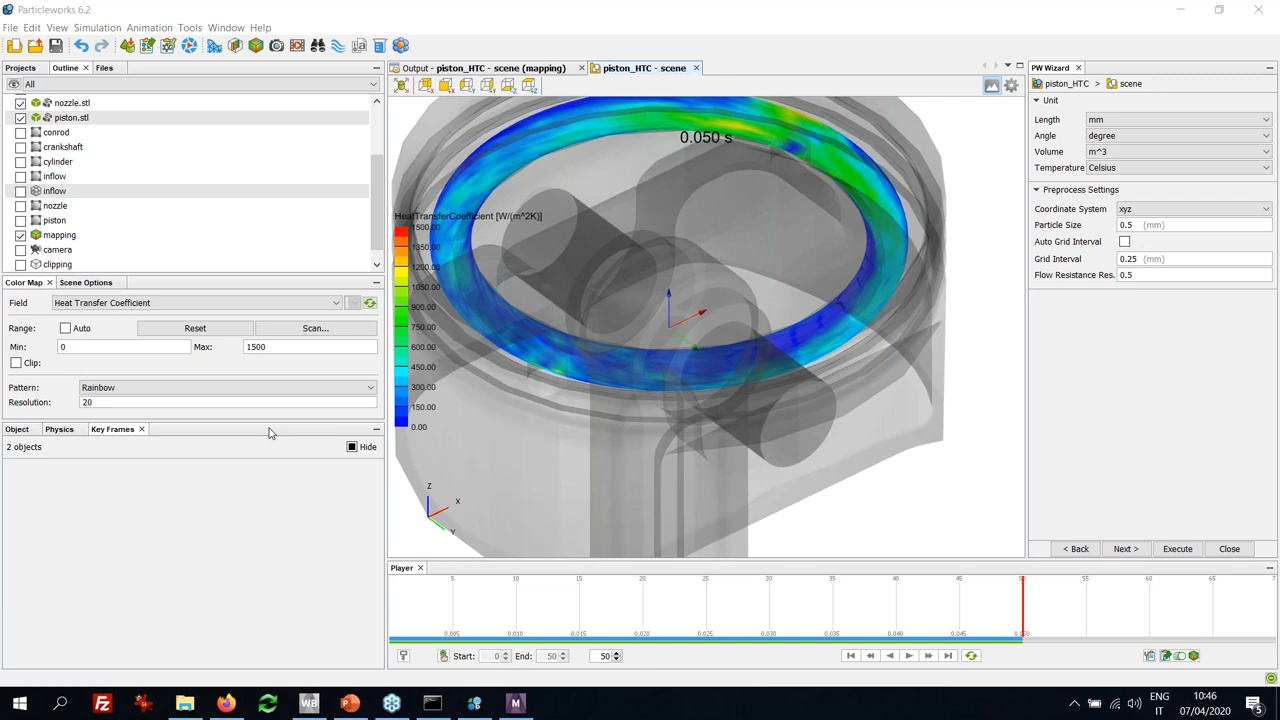 Particleworks 6.2
File Edit View Simulation Animation Tools Window Help
Projects Outline Files
All
nozzle.stl
piston.stl
conrod
crankshaft
cylinder
inflow
inflow
nozzle
piston
mapping
camera
clipping
Color Map Scene Options
Field Heat Transfer Coefficient
Range: Auto Reset Scan...
Min: 0 Max: 1500
Clip:
Pattern: Rainbow
Resolution: 20
Object Physics Key Frames
2 objects Hide
Output - piston_HTC - scene (mapping) piston_HTC - scene
0.050 s
HeatTransferCoefficient [W/(m^2K)]
1500.00
1350.00
1200.00
1050.00
900.00
750.00
600.00
450.00
300.00
150.00
0.00
Z
X
Y
Player
5 10 15 20 25 30 35 40 45 50 55 60 65 7
0.005 0.010 0.015 0.020 0.025 0.030 0.035 0.040 0.045 0.050
Start: 0 End: 50 50
PW Wizard
piston_HTC > scene
Unit
Length mm
Angle degree
Volume m^3
Temperature Celsius
Preprocess Settings
Coordinate System xyz
Particle Size 0.5 (mm)
Auto Grid Interval
Grid Interval 0.25 (mm)
Flow Resistance Res. 0.5
< Back Next > Execute Close
WB P M
ENG
IT
10:46
07/04/2020
5